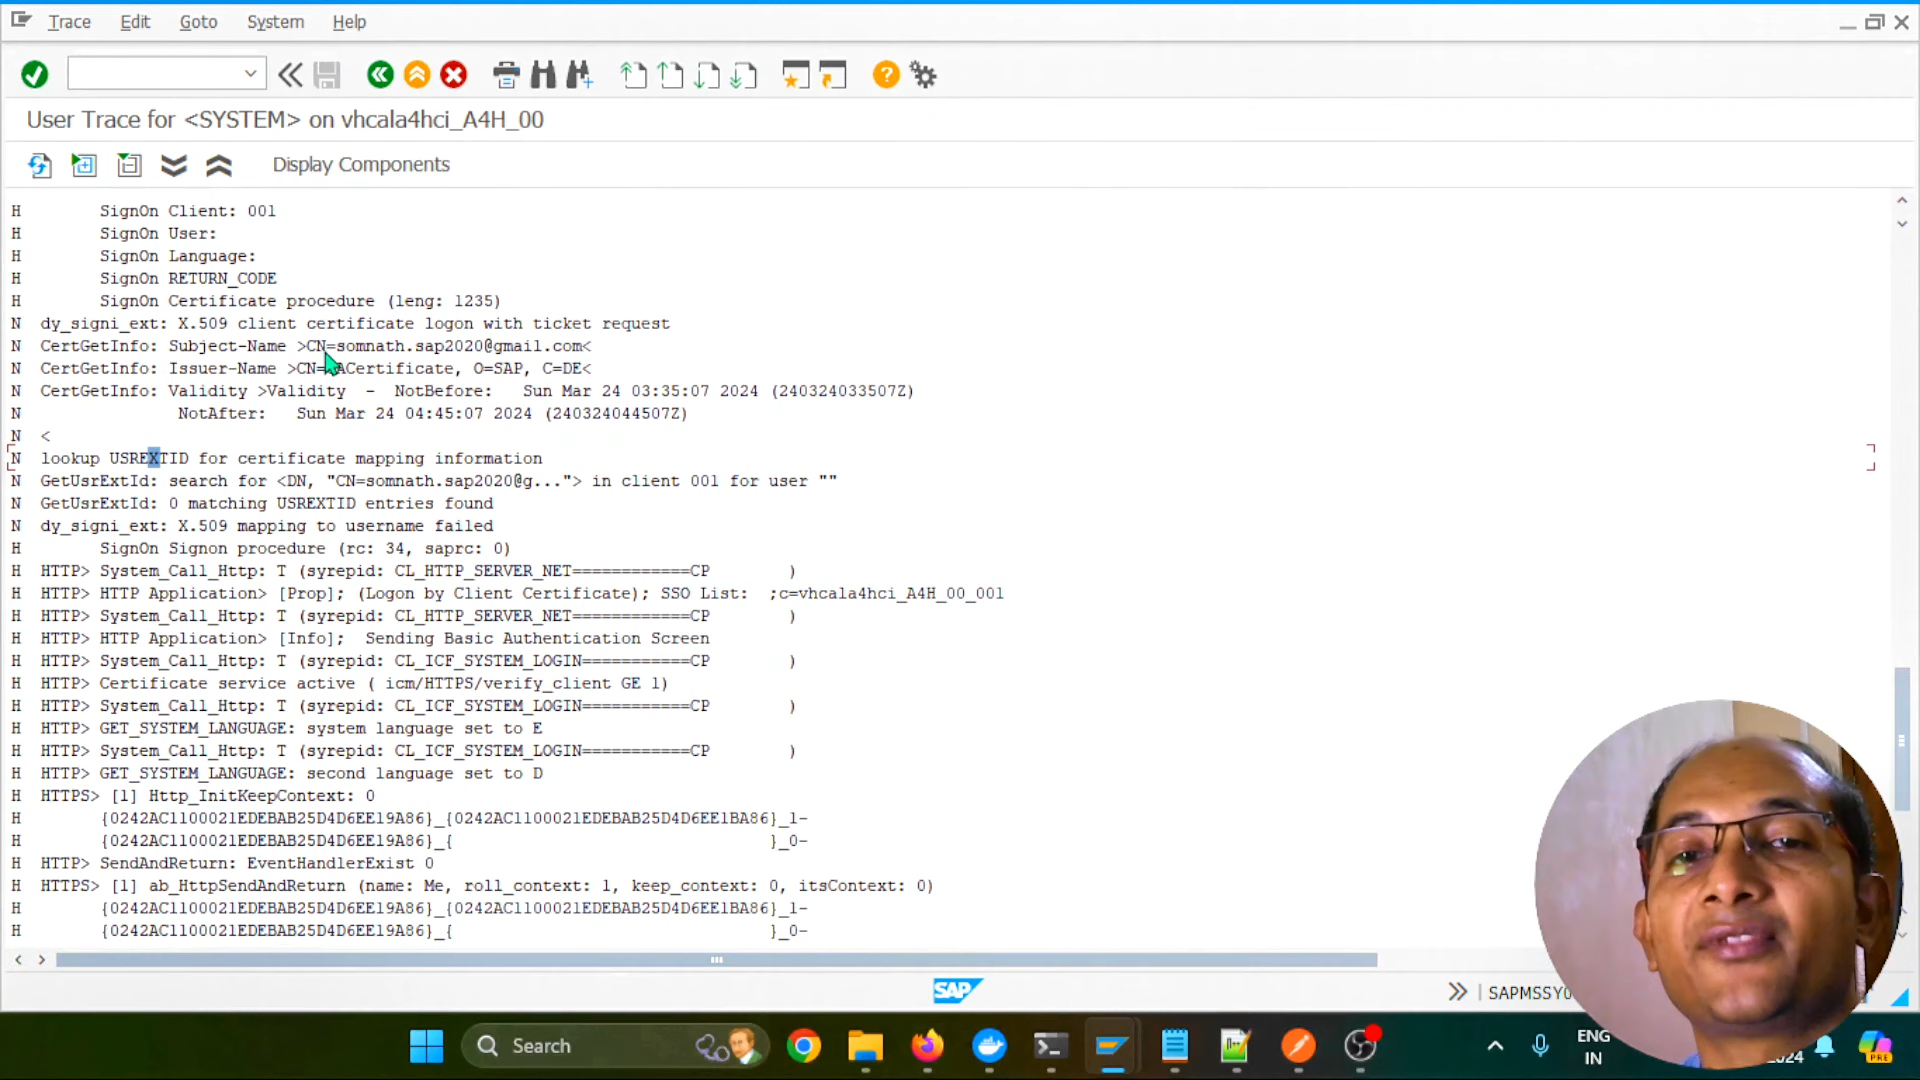 Trace Edit Goto System Help
User Trace for <SYSTEM> on vhcala4hci_A4H_00
Display Components
H SignOn Client: 001
H SignOn User:
H SignOn Language:
H SignOn RETURN_CODE
H SignOn Certificate procedure (leng: 1235)
N dy_signi_ext: X.509 client certificate logon with ticket request
N CertGetInfo: Subject-Name >CN=somnath.sap2020@gmail.com<
N CertGetInfo: Issuer-Name >CN= ACertificate, O=SAP, C=DE<
N CertGetInfo: Validity >Validity - NotBefore: Sun Mar 24 03:35:07 2024 (240324033507Z)
N NotAfter: Sun Mar 24 04:45:07 2024 (240324044507Z)
N <
N lookup USREXTID for certificate mapping information
N GetUsrExtId: search for <DN, "CN=somnath.sap2020@g..."> in client 001 for user ""
N GetUsrExtId: 0 matching USREXTID entries found
N dy_signi_ext: X.509 mapping to username failed
H SignOn Signon procedure (rc: 34, saprc: 0)
H HTTP> System_Call_Http: T (syrepid: CL_HTTP_SERVER_NET============CP )
H HTTP> HTTP Application> [Prop]; (Logon by Client Certificate); SSO List: ;c=vhcala4hci_A4H_00_001
H HTTP> System_Call_Http: T (syrepid: CL_HTTP_SERVER_NET============CP )
H HTTP> HTTP Application> [Info]; Sending Basic Authentication Screen
H HTTP> System_Call_Http: T (syrepid: CL_ICF_SYSTEM_LOGIN===========CP )
H HTTP> Certificate service active ( icm/HTTPS/verify_client GE 1)
H HTTP> System_Call_Http: T (syrepid: CL_ICF_SYSTEM_LOGIN===========CP )
H HTTP> GET_SYSTEM_LANGUAGE: system language set to E
H HTTP> System_Call_Http: T (syrepid: CL_ICF_SYSTEM_LOGIN===========CP )
H HTTP> GET_SYSTEM_LANGUAGE: second language set to D
H HTTPS> [1] Http_InitKeepContext: 0
H {0242AC1100021EDEBAB25D4D6EE19A86}_{0242AC1100021EDEBAB25D4D6EE1BA86}_1-
H {0242AC1100021EDEBAB25D4D6EE19A86}_{ }_0-
H HTTP> SendAndReturn: EventHandlerExist 0
H HTTPS> [1] ab_HttpSendAndReturn (name: Me, roll_context: 1, keep_context: 0, itsContext: 0)
H {0242AC1100021EDEBAB25D4D6EE19A86}_{0242AC1100021EDEBAB25D4D6EE1BA86}_1-
H {0242AC1100021EDEBAB25D4D6EE19A86}_{ }_0-
SAP
SAPMSSY0
Search
ENG
IN
2024
PRE